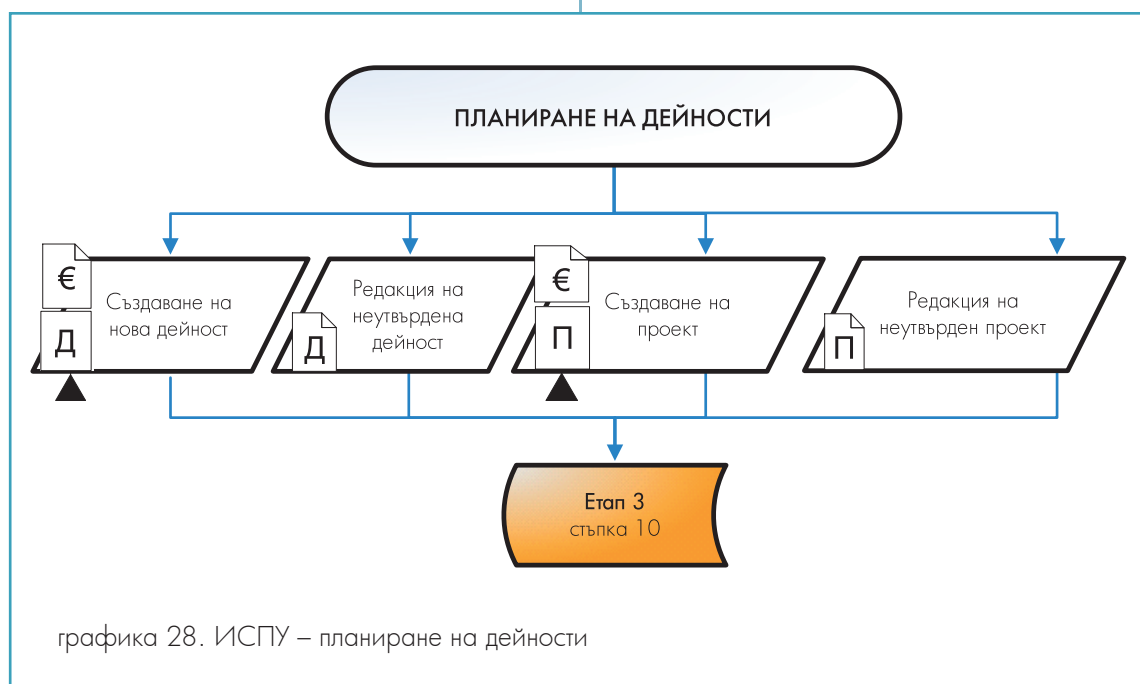 ПЛАНИРАНЕ НА ДЕЙНОСТИ
€
Д
Създаване на
нова дейност
Д
Редакция на
неутвърдена
дейност
€
П
Създаване на
проект
П
Редакция на
неутвърден проект
Етап 3
стъпка 10
графика 28. ИСПУ – планиране на дейности